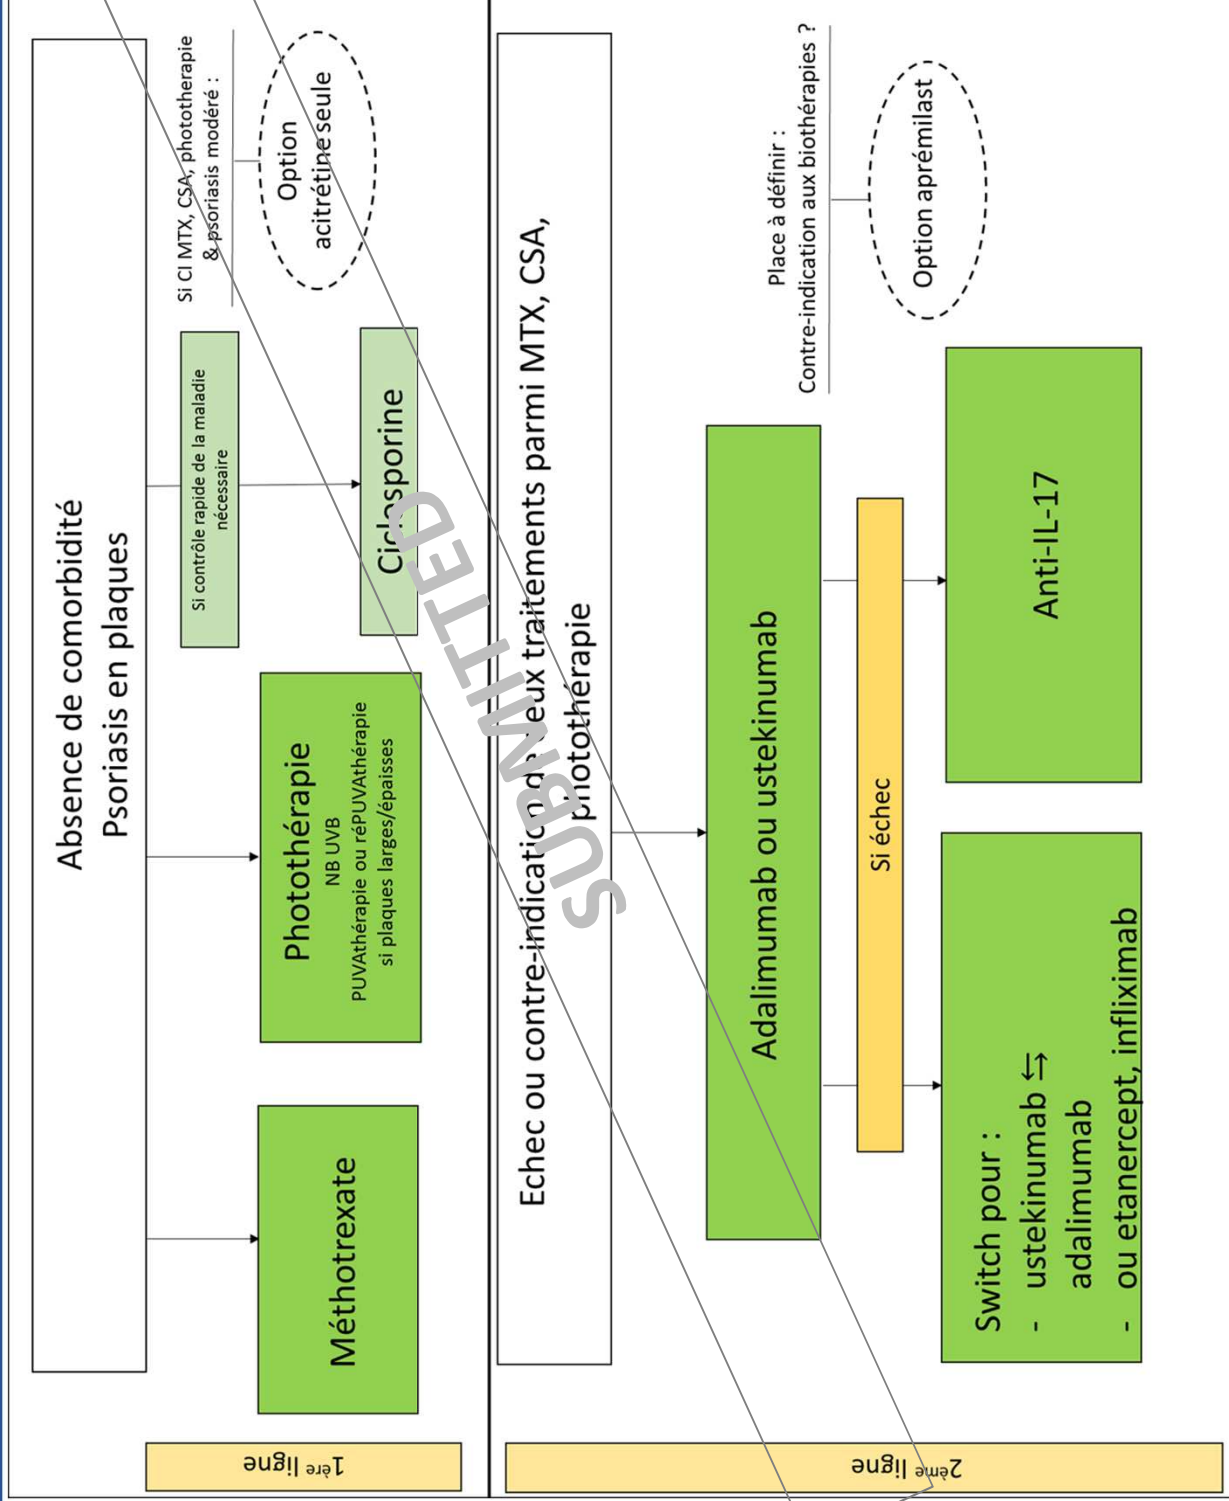 1ère ligne
Absence de comorbidité
Psoriasis en plaques
Méthotrexate
Photothérapie
NB UVB
PUVAthérapie ou réPUVAthérapie
si plaques larges/épaisses
Si contrôle rapide de la maladie
nécessaire
Ciclosporine
Si CI MTX, CSA, photothérapie
& psoriasis modéré :
Option
acitrétine seule
2ème ligne
Echec ou contre-indication de deux traitements parmi MTX, CSA,
photothérapie
Adalimumab ou ustekinumab
Si échec
Switch pour :
- ustekinumab ⇆
adalimumab
- ou etanercept, infliximab
Anti-IL-17
Place à définir :
Contre-indication aux biothérapies ?
Option aprémilast
SUBMITTED